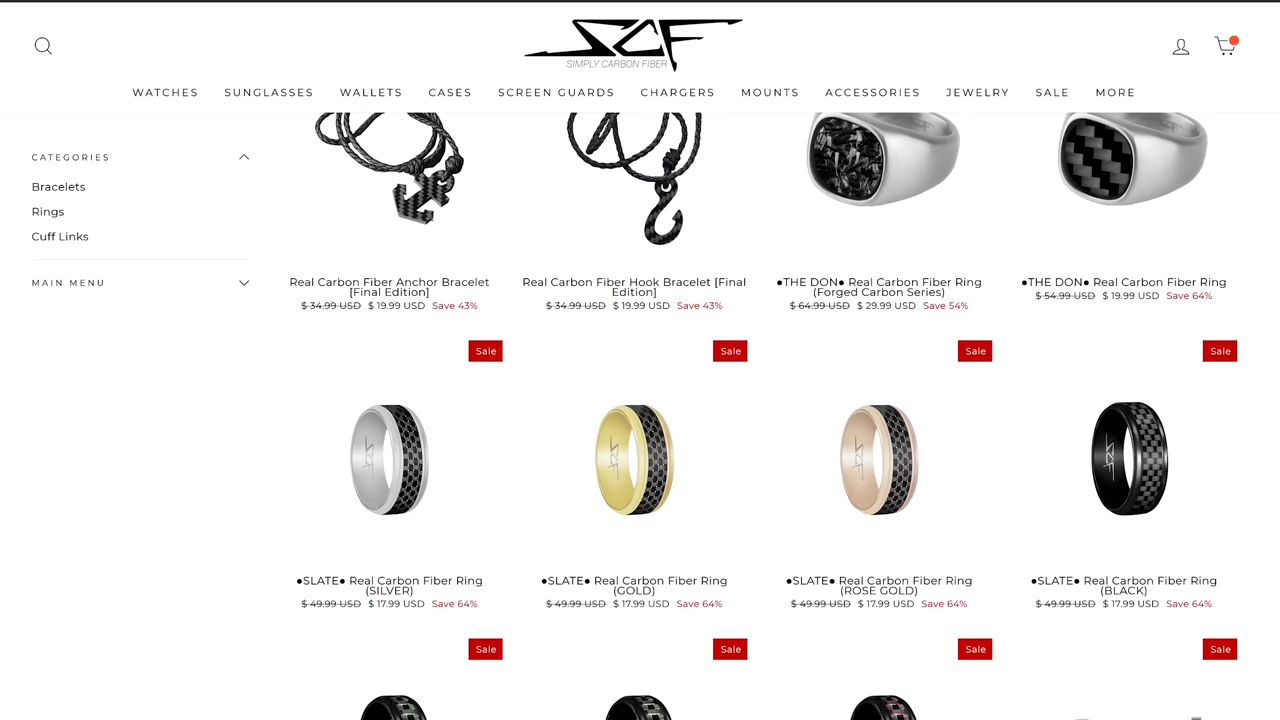 SCF
SIMPLY CARBON FIBER
WATCHES SUNGLASSES WALLETS CASES SCREEN GUARDS CHARGERS MOUNTS ACCESSORIES JEWELRY SALE MORE
CATEGORIES
Bracelets
Rings
Cuff Links
MAIN MENU
Real Carbon Fiber Anchor Bracelet
[Final Edition]
$ 34.99 USD $ 19.99 USD Save 43%
Real Carbon Fiber Hook Bracelet [Final
Edition]
$ 34.99 USD $ 19.99 USD Save 43%
●THE DON● Real Carbon Fiber Ring
(Forged Carbon Series)
$ 64.99 USD $ 29.99 USD Save 54%
●THE DON● Real Carbon Fiber Ring
$ 54.99 USD $ 19.99 USD Save 64%
Sale
Sale
Sale
Sale
●SLATE● Real Carbon Fiber Ring
(SILVER)
$ 49.99 USD $ 17.99 USD Save 64%
●SLATE● Real Carbon Fiber Ring
(GOLD)
$ 49.99 USD $ 17.99 USD Save 64%
●SLATE● Real Carbon Fiber Ring
(ROSE GOLD)
$ 49.99 USD $ 17.99 USD Save 64%
●SLATE● Real Carbon Fiber Ring
(BLACK)
$ 49.99 USD $ 17.99 USD Save 64%
Sale
Sale
Sale
Sale